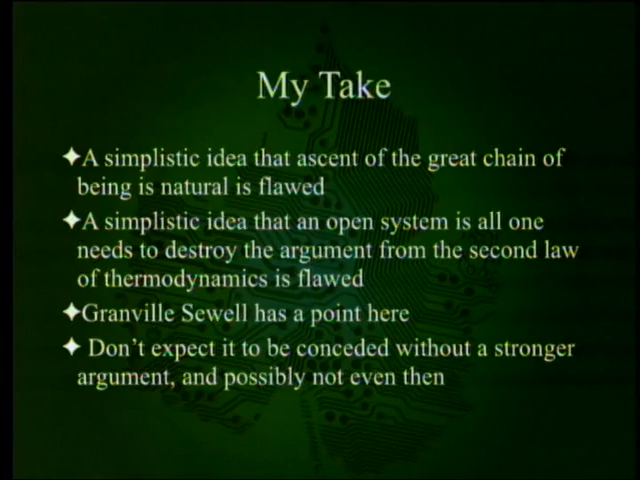 My Take
✦A simplistic idea that ascent of the great chain of
being is natural is flawed
✦A simplistic idea that an open system is all one
needs to destroy the argument from the second law
of thermodynamics is flawed
✦Granville Sewell has a point here
✦ Don't expect it to be conceded without a stronger
argument, and possibly not even then